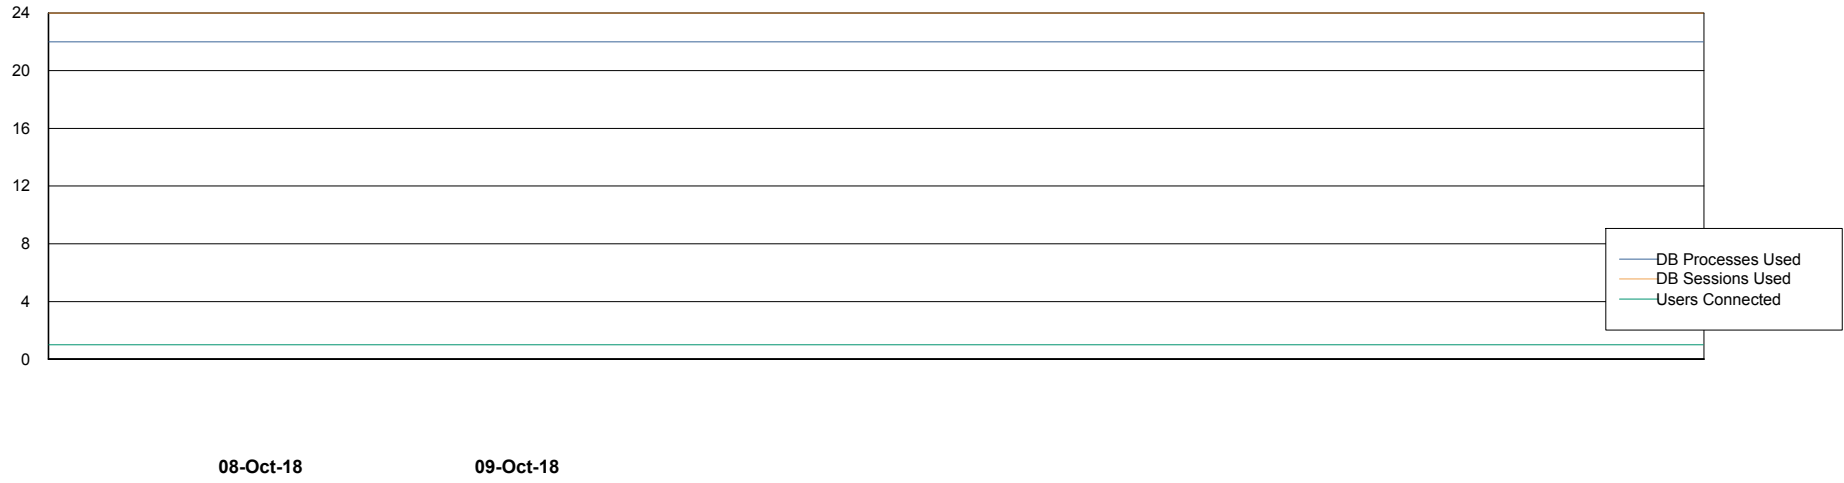 24
20
16
12
8
4
0
DB Processes Used
DB Sessions Used
Users Connected
08-Oct-18 09-Oct-18